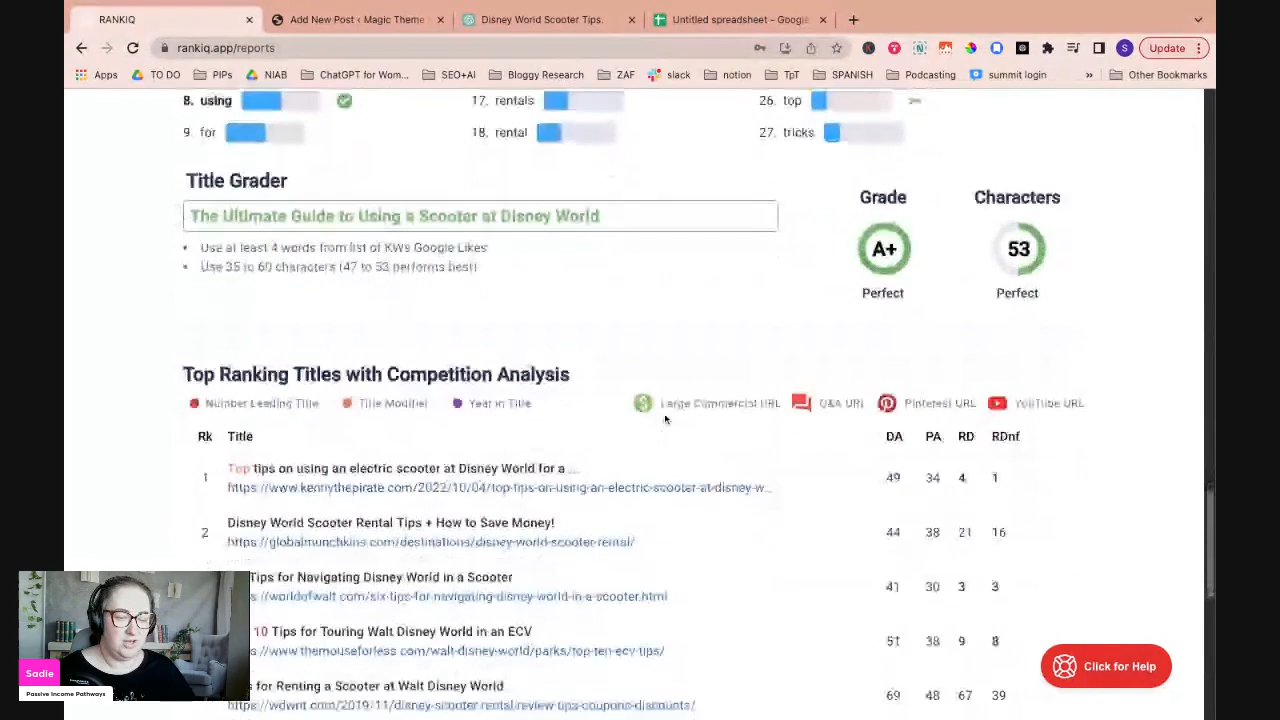 RANKIQ
Add New Post ‹ Magic Theme
Disney World Scooter Tips.
Untitled spreadsheet – Google
rankiq.app/reports
S
Update
Apps
TO DO
PIPs
NIAB
ChatGPT for Wom...
SEO+AI
Bloggy Research
ZAF
slack
notion
TpT
SPANISH
Podcasting
summit login
»
Other Bookmarks
8. using
17. rentals
26. top
9. for
18. rental
27. tricks
Title Grader
The Ultimate Guide to Using a Scooter at Disney World
• Use at least 4 words from list of KWs Google Likes
• Use 35 to 60 characters (47 to 53 performs best)
Grade
A+
Perfect
Characters
53
Perfect
Top Ranking Titles with Competition Analysis
Number Leading Title
Title Modifier
Year in Title
Large Commercial URL
Q&A URL
Pinterest URL
YouTube URL
Rk Title DA PA RD RDnf
1 Top tips on using an electric scooter at Disney World for a ... 49 34 4 1
https://www.kennythepirate.com/2022/10/04/top-tips-on-using-an-electric-scooter-at-disney-w...
2 Disney World Scooter Rental Tips + How to Save Money! 44 38 21 16
https://globalmunchkins.com/destinations/disney-world-scooter-rental/
Tips for Navigating Disney World in a Scooter 41 30 3 3
s://worldofwalt.com/six-tips-for-navigating-disney-world-in-a-scooter.html
10 Tips for Touring Walt Disney World in an ECV 51 38 9 8
s://www.themouseforless.com/walt-disney-world/parks/top-ten-ecv-tips/
s for Renting a Scooter at Walt Disney World 69 48 67 39
s://wdwnt.com/2019/11/disney-scooter-rental-review-tips-coupons-discounts/
Click for Help
Sadie
Passive Income Pathways